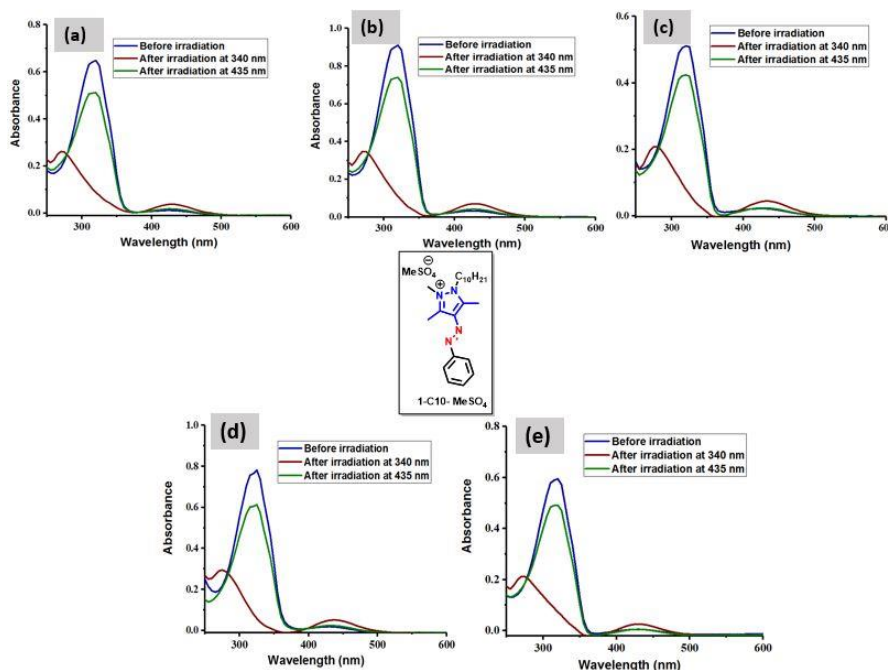 (a)
Before irradiation
After irradiation at 340 nm
After irradiation at 435 nm
0.8
0.6
0.4
0.2
0.0
Absorbance
300 400 500 600
Wavelength (nm)
(b)
Before irradiation
After irradiation at 340 nm
After irradiation at 435 nm
1.0
0.8
0.6
0.4
0.2
0.0
Absorbance
300 400 500 600
Wavelength (nm)
(c)
Before irradiation
After irradiation at 340 nm
After irradiation at 435 nm
0.6
0.4
0.2
0.0
Absorbance
300 400 500 600
Wavelength (nm)
⊖
MeSO₄
C₁₀H₂₁
⊕
N
N
N
N
1-C10- MeSO₄
(d)
Before irradiation
After irradiation at 340 nm
After irradiation at 435 nm
1.0
0.8
0.6
0.4
0.2
0.0
Absorbance
300 400 500 600
Wavelength (nm)
(e)
Before irradiation
After irradiation at 340 nm
After irradiation at 435 nm
0.8
0.6
0.4
0.2
0.0
Absorbance
300 400 500 600
Wavelength (nm)